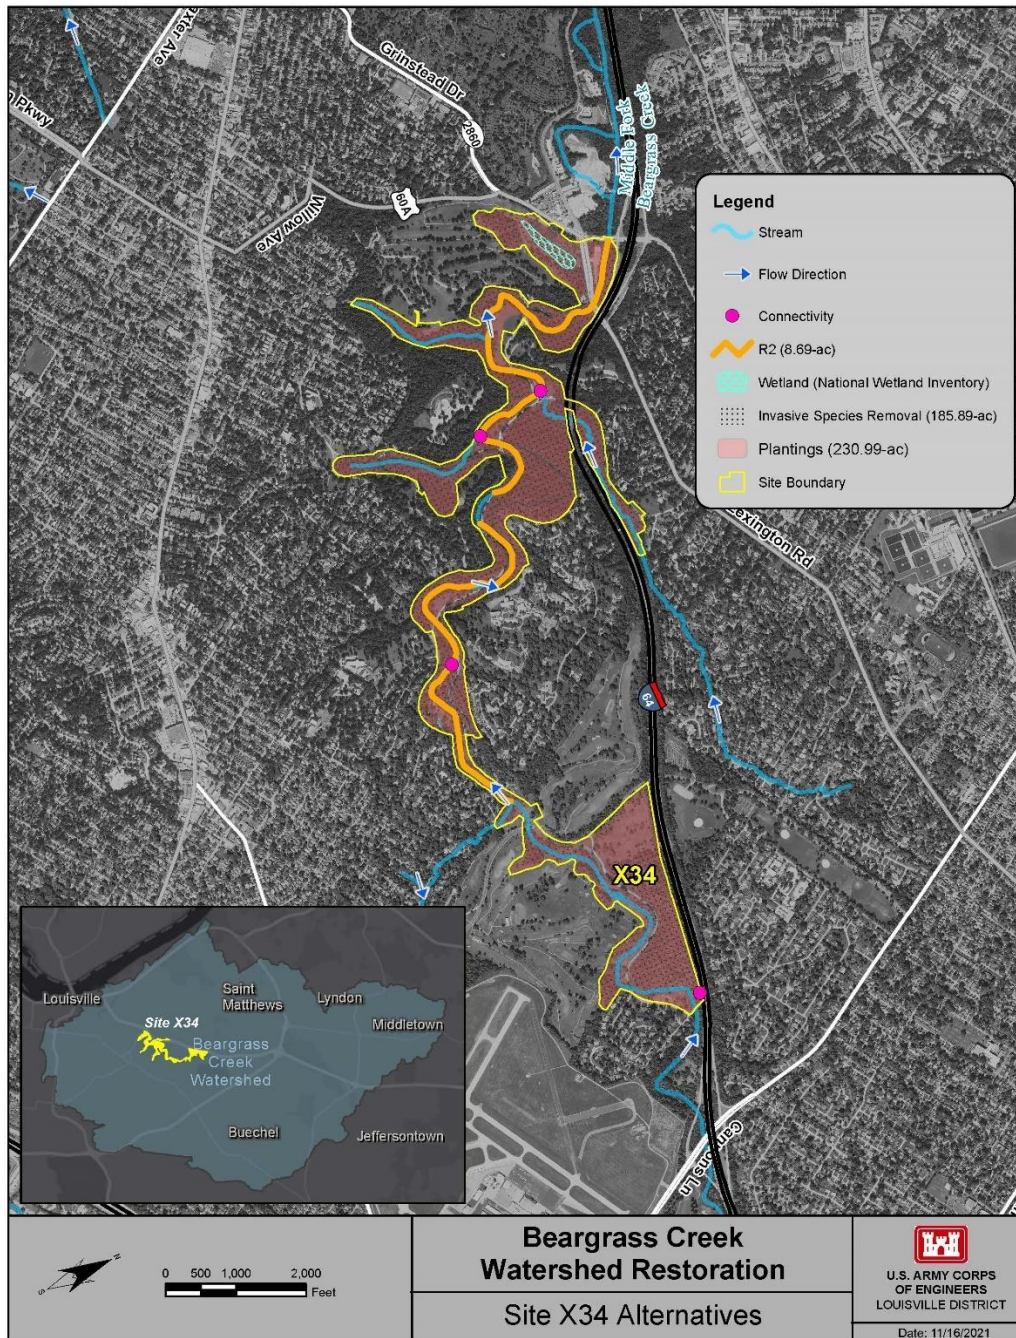 xter Ave
Grinstead Dr
2860
Pkwy
60A
Willow Ave
Middle Fork
Beargrass Creek
Legend
Stream
Flow Direction
Connectivity
R2 (8.69-ac)
Wetland (National Wetland Inventory)
Invasive Species Removal (185.89-ac)
Plantings (230.99-ac)
Site Boundary
Lexington Rd
64
X34
Cannons Ln
Louisville
Saint
Matthews
Lyndon
Middletown
Site X34
Beargrass
Creek
Watershed
Buechel
Jeffersontown
N
S
0 500 1,000 2,000
Feet
Beargrass Creek
Watershed Restoration
Site X34 Alternatives
U.S. ARMY CORPS
OF ENGINEERS
LOUISVILLE DISTRICT
Date: 11/16/2021